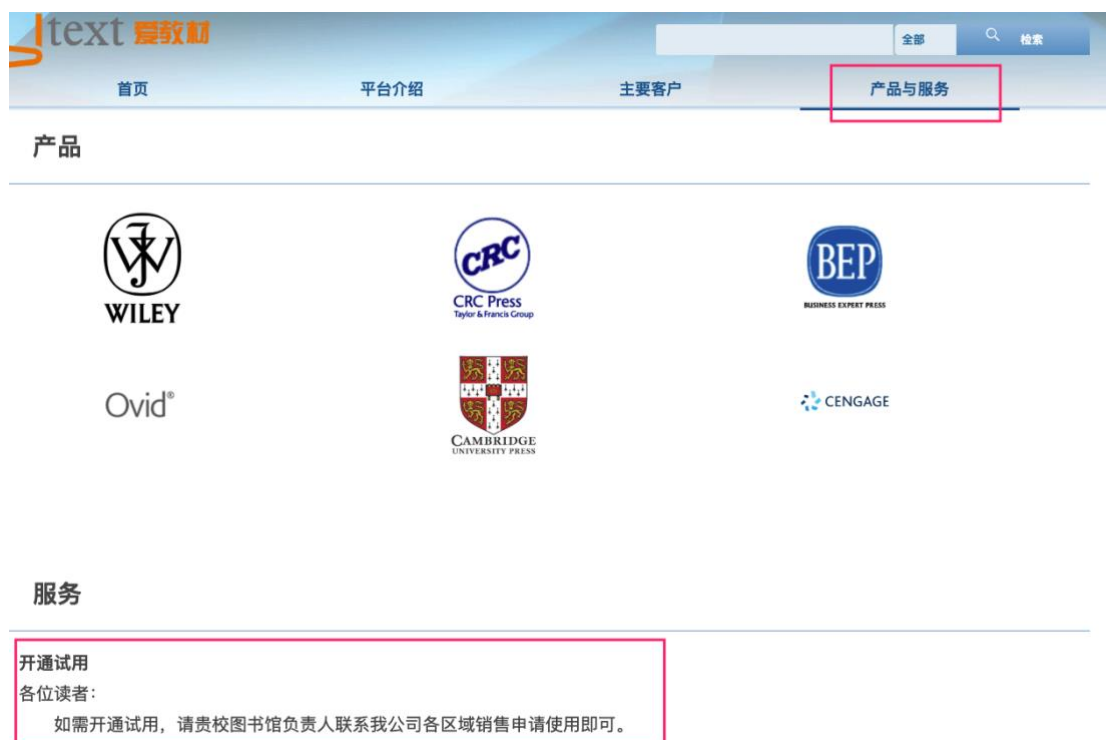 Jtext 爱教材
全部
检索
首页
平台介绍
主要客户
产品与服务
产品
WILEY
CRC
CRC Press
Taylor & Francis Group
BEP
BUSINESS EXPERT PRESS
Ovid®
CAMBRIDGE
UNIVERSITY PRESS
CENGAGE
服务
开通试用
各位读者：
如需开通试用，请贵校图书馆负责人联系我公司各区域销售申请使用即可。